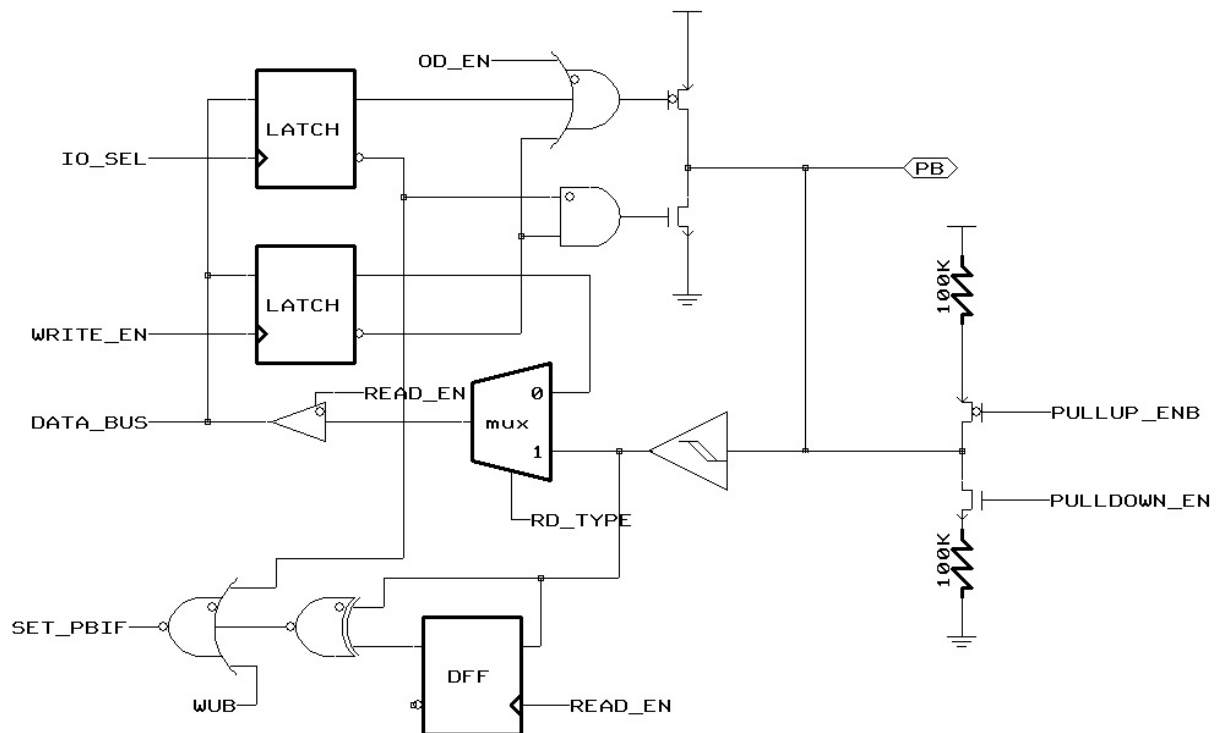 OD_EN
LATCH
IO_SEL
PB
100K
LATCH
WRITE_EN
READ_EN
0
DATA_BUS
mux
PULLUP_ENB
1
PULLDOWN_EN
RD_TYPE
100K
SET_PBIF
DFF
WUB
READ_EN